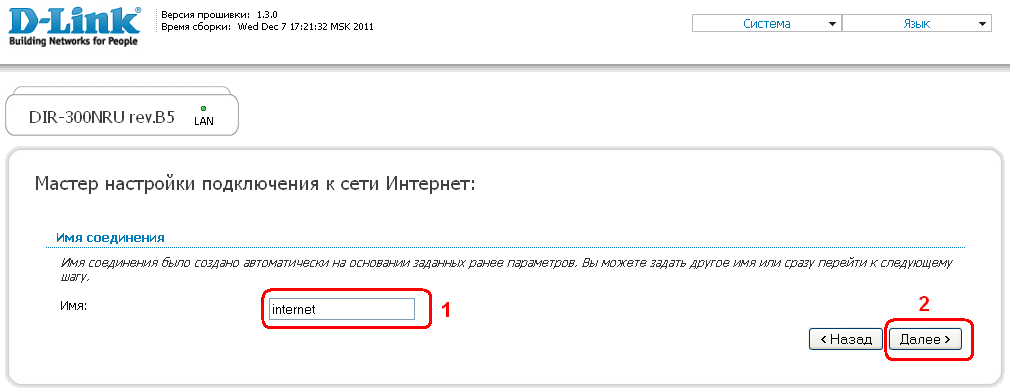 D-Link
Building Networks for People
Версия прошивки: 1.3.0
Время сборки: Wed Dec 7 17:21:32 MSK 2011
Система
Язык
DIR-300NRU rev.B5
LAN
Мастер настройки подключения к сети Интернет:
Имя соединения
Имя соединения было создано автоматически на основании заданных ранее параметров. Вы можете задать другое имя или сразу перейти к следующему
шагу.
Имя:
internet
1
2
< Назад
Далее >